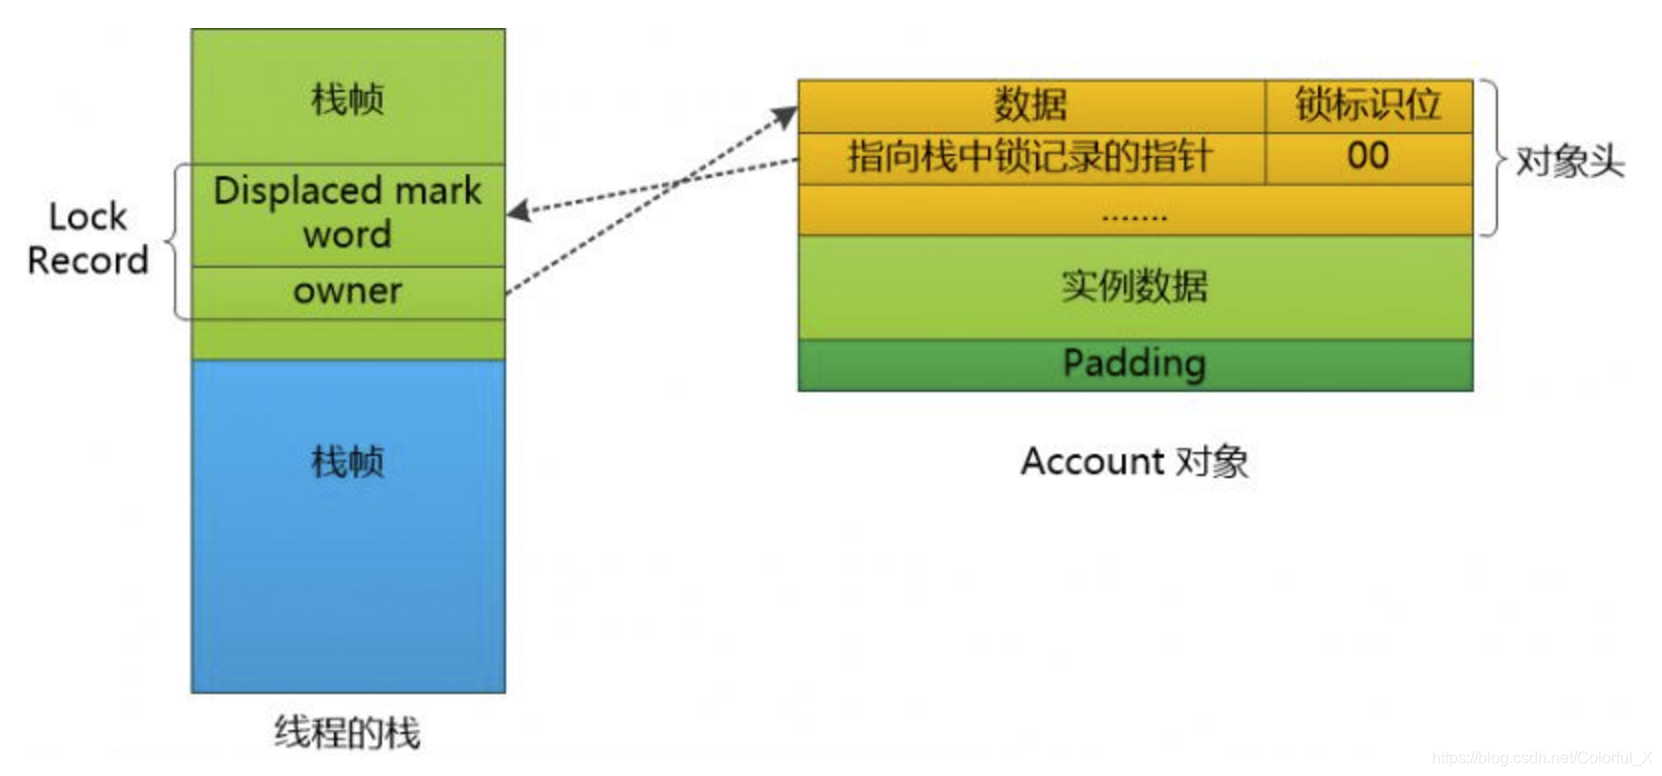 栈帧
Lock
Record
Displaced mark
word
owner
栈帧
线程的栈
数据 锁标识位
指向栈中锁记录的指针 00
.......
对象头
实例数据
Padding
Account 对象
https://blog.csdn.net/Colorful_X